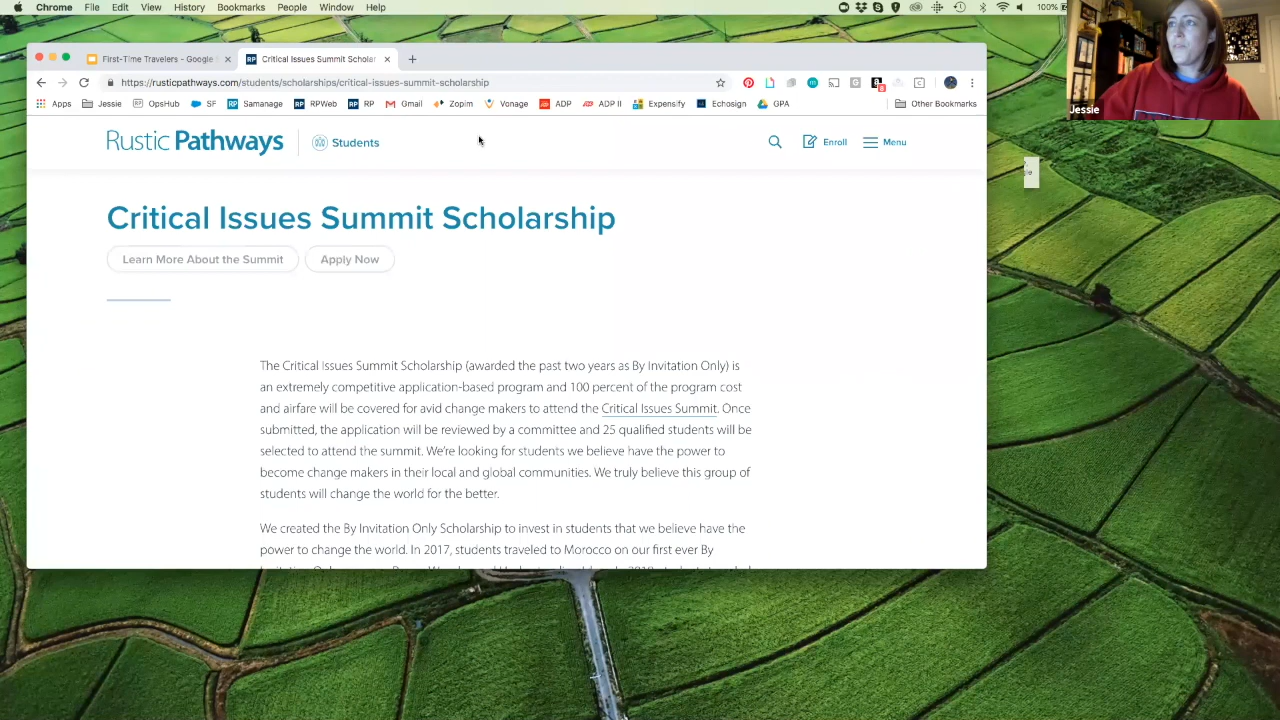 Chrome File Edit View History Bookmarks People Student Window Help 100%
First-Time Travelers - Google Critical Issues Summit Schola
https://rusticpathways.com/students/scholarships/critical-issues-summit-scholarship
Apps Jessie OpsHub SF Samanage RPWeb RP Gmail Zopim Vonage ADP ADP II Expensify Echosign GPA Other Bookmarks
Jessie
Rustic Pathways Students Enroll Menu
Critical Issues Summit Scholarship
Learn More About the Summit Apply Now
The Critical Issues Summit Scholarship (awarded the past two years as By Invitation Only) is
an extremely competitive application-based program and 100 percent of the program cost
and airfare will be covered for avid change makers to attend the Critical Issues Summit. Once
submitted, the application will be reviewed by a committee and 25 qualified students will be
selected to attend the summit. We're looking for students we believe have the power to
become change makers in their local and global communities. We truly believe this group of
students will change the world for the better.
We created the By Invitation Only Scholarship to invest in students that we believe have the
power to change the world. In 2017, students traveled to Morocco on our first ever By